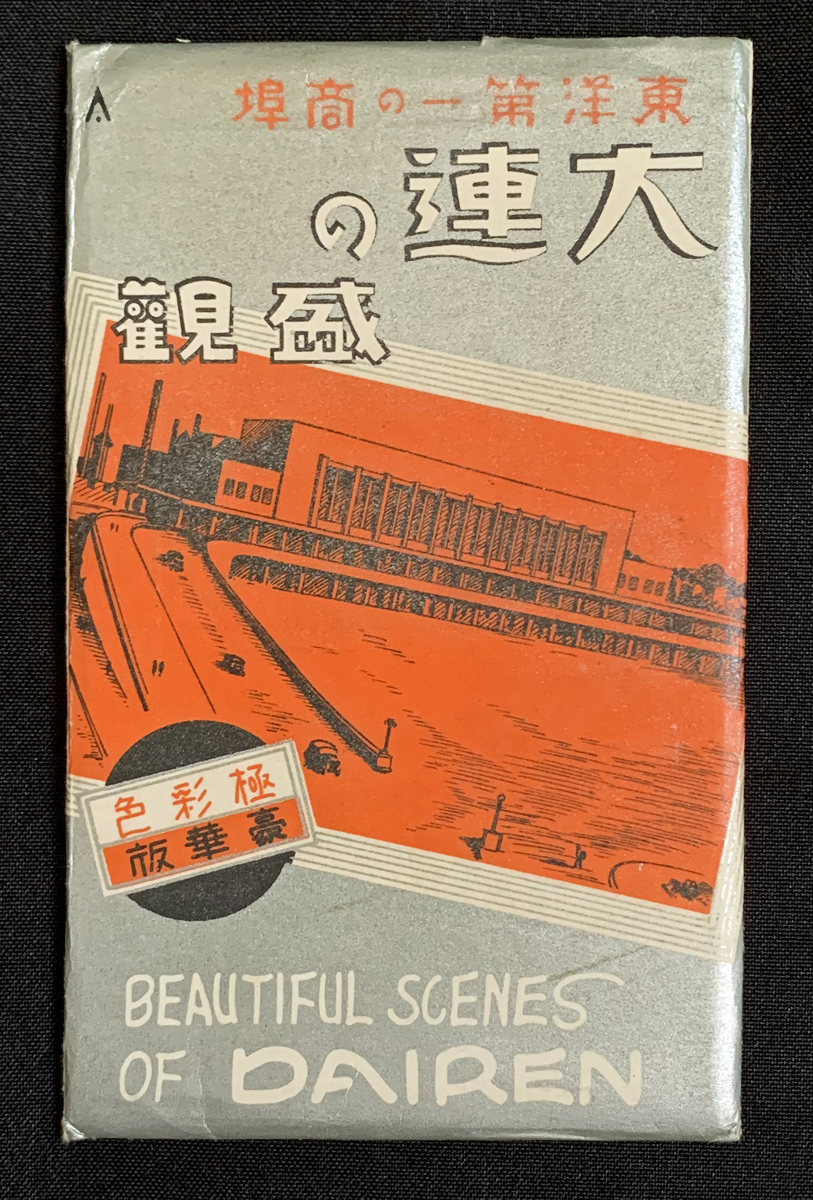 東洋第一の商埠
大連の
盛觀
極彩色
豪華版
BEAUTIFUL SCENES
OF DAIREN